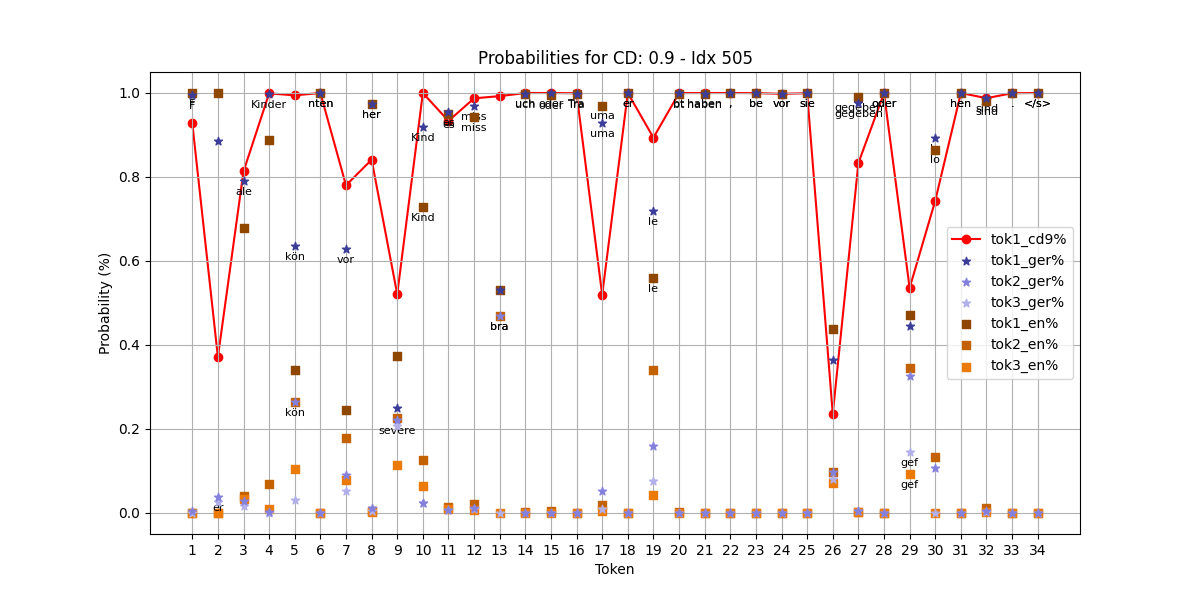 Probabilities for CD: 0.9 - Idx 505
Probability (%)
1.0
0.8
0.6
0.4
0.2
0.0
F
Kinder
nten
her
Kind
miss
miss
uch
oder
oder
Tra
uma
uma
er
bt
haben
,
be
vor
sie
gegeben
gegeben
oder
hen
sind
sind
.
</s>
ale
kön
vor
Kind
es
le
lo
le
bra
kön
severe
gef
gef
er
tok1_cd9%
tok1_ger%
tok2_ger%
tok3_ger%
tok1_en%
tok2_en%
tok3_en%
1 2 3 4 5 6 7 8 9 10 11 12 13 14 15 16 17 18 19 20 21 22 23 24 25 26 27 28 29 30 31 32 33 34
Token